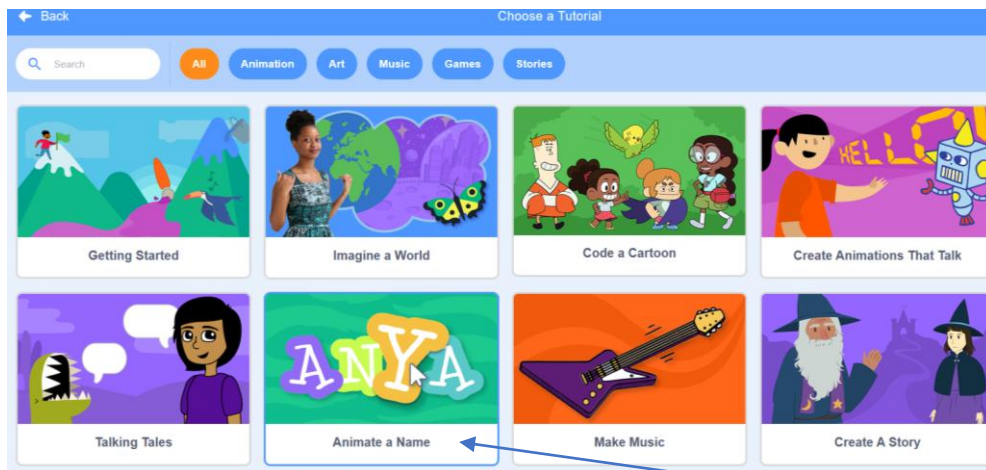 Back
Choose a Tutorial
Search
All
Animation
Art
Music
Games
Stories
HELLO
Getting Started
Imagine a World
Code a Cartoon
Create Animations That Talk
ANYA
Talking Tales
Animate a Name
Make Music
Create A Story